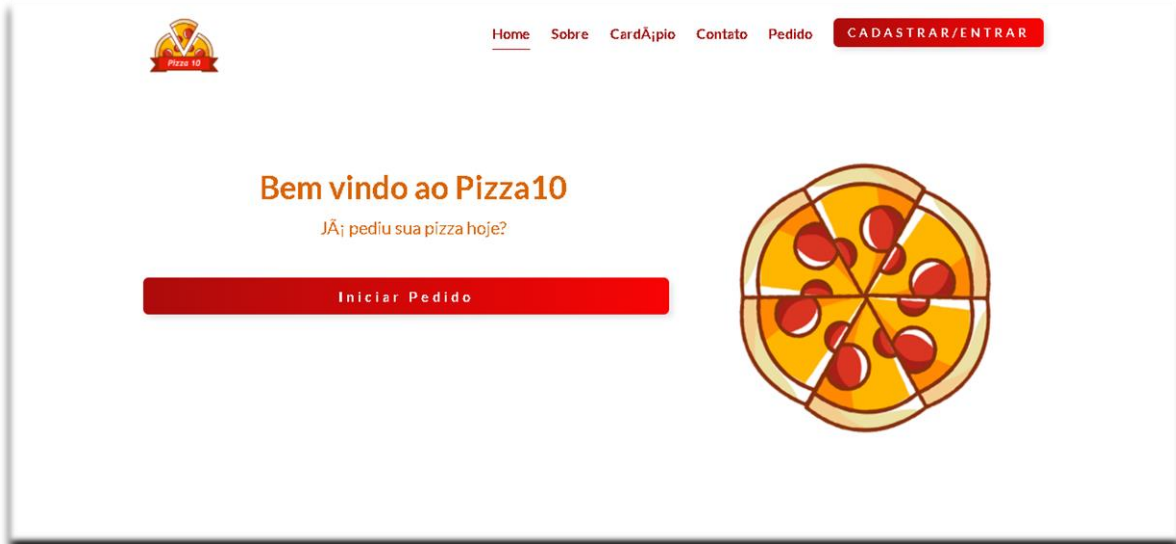 Pizza 10
Home Sobre CardÃ¡pio Contato Pedido CADASTRAR/ENTRAR
Bem vindo ao Pizza10
JÃ¡ pediu sua pizza hoje?
Iniciar Pedido